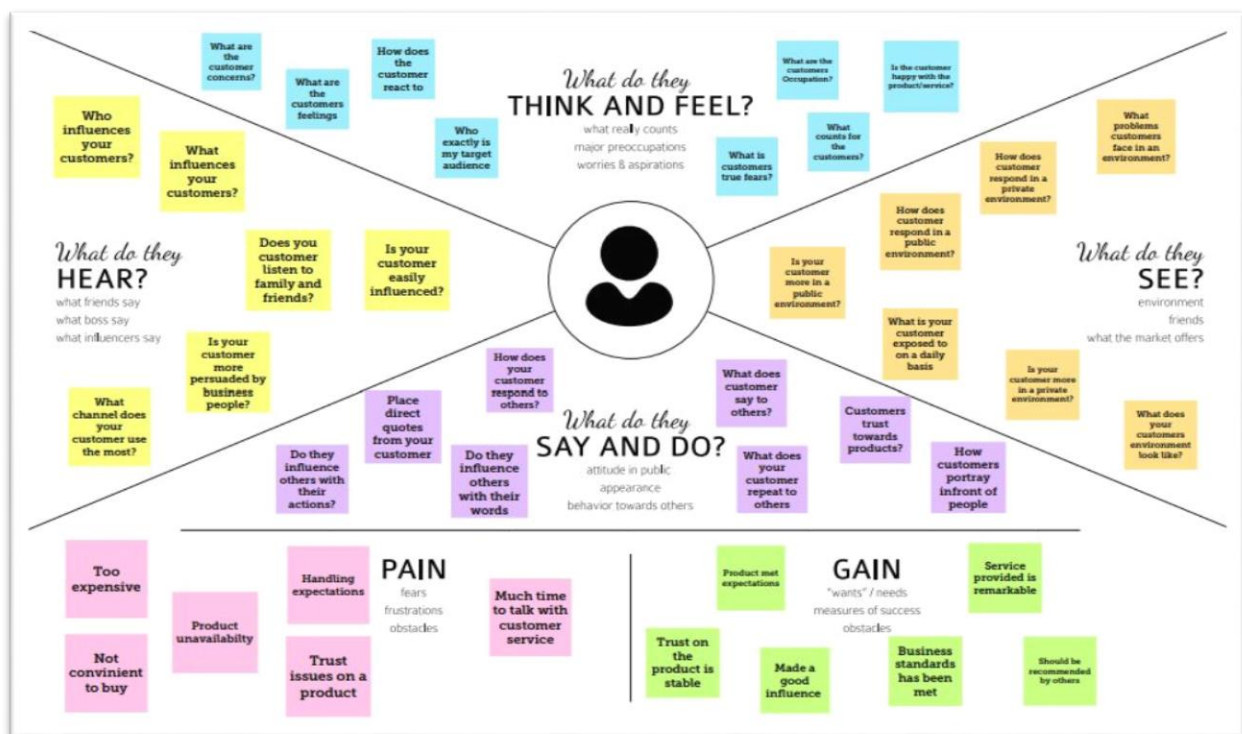 What do they
THINK AND FEEL?
what really counts
major preoccupations
worries & aspirations
What are
the
customer
concerns?
What are
the
customers
feelings
How does
the
customer
react to
Who
exactly is
my target
audience
What are the
customers
Occupation?
Is the customer
happy with the
product/service?
What is
customers
true fears?
What
counts for
the
customers?
What do they
HEAR?
what friends say
what boss say
what influencers say
Who
influences
your
customers?
What
influences
your
customers?
Does you
customer
listen to
family and
friends?
Is your
customer
easily
influenced?
Is your
customer
more
persuaded by
business
people?
What
channel does
your
customer use
the most?
What do they
SEE?
environment
friends
what the market offers
What
problems
customers
face in an
environment?
How does
customer
respond in a
private
environment?
How does
customer
respond in a
public
environment?
Is your
customer
more in a
public
environment?
What is your
customer
exposed to
on a daily
basis
Is your
customer more
in a private
environment?
What does
your
customers
environment
look like?
What do they
SAY AND DO?
attitude in public
appearance
behavior towards others
How does
your
customer
respond to
others?
Place
direct
quotes
from your
customer
Do they
influence
others with
their
actions?
Do they
influence
others
with their
words
What does
customer
say to
others?
What does
your
customer
repeat to
others
Customers
trust
towards
products?
How
customers
portray
infront of
people
PAIN
fears
frustrations
obstacles
Too
expensive
Not
convinient
to buy
Product
unavailabilty
Handling
expectations
Trust
issues on a
product
Much time
to talk with
customer
service
GAIN
"wants" / needs
measures of success
obstacles
Product met
expectations
Service
provided is
remarkable
Trust on
the
product is
stable
Made a
good
influence
Business
standards
has been
met
Should be
recommended
by others